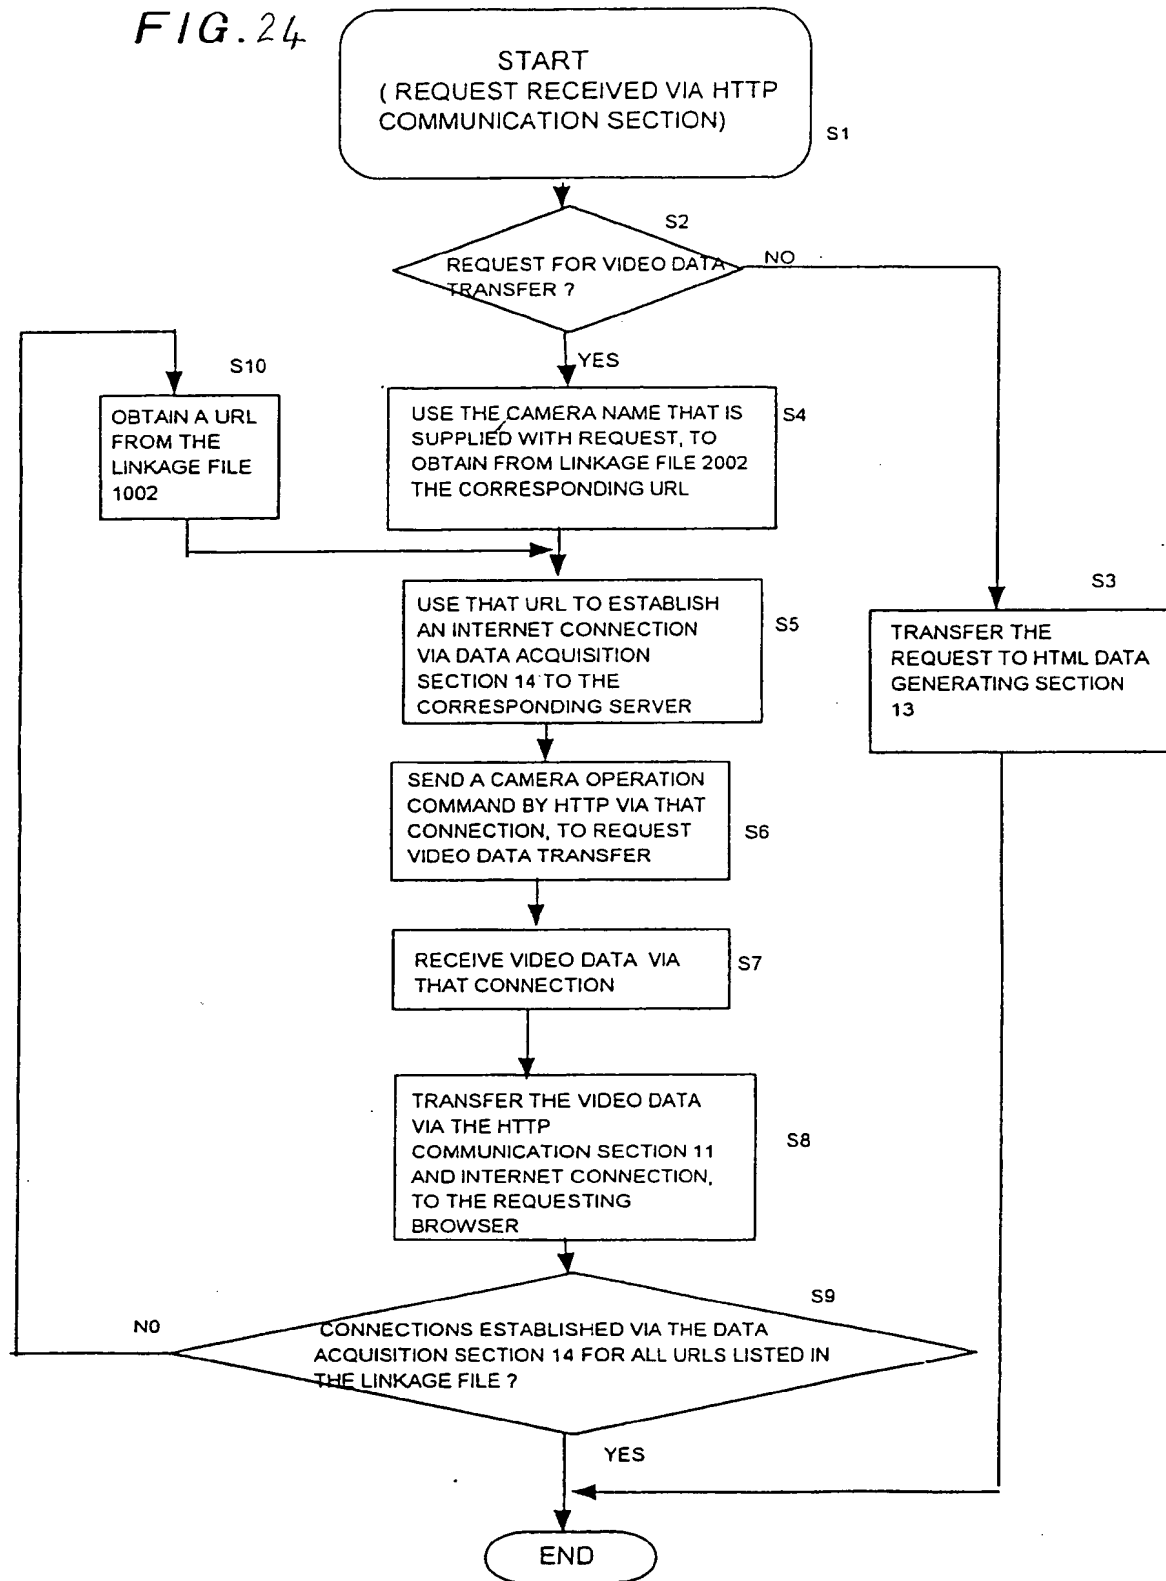 FIG. 24
START
( REQUEST RECEIVED VIA HTTP
COMMUNICATION SECTION)
S1
S2
REQUEST FOR VIDEO DATA
TRANSFER ?
NO
YES
S10
OBTAIN A URL
FROM THE
LINKAGE FILE
1002
USE THE CAMERA NAME THAT IS
SUPPLIED WITH REQUEST, TO
OBTAIN FROM LINKAGE FILE 2002
THE CORRESPONDING URL
S4
USE THAT URL TO ESTABLISH
AN INTERNET CONNECTION
VIA DATA ACQUISITION
SECTION 14 TO THE
CORRESPONDING SERVER
S5
S3
TRANSFER THE
REQUEST TO HTML DATA
GENERATING SECTION
13
SEND A CAMERA OPERATION
COMMAND BY HTTP VIA THAT
CONNECTION, TO REQUEST
VIDEO DATA TRANSFER
S6
RECEIVE VIDEO DATA VIA
THAT CONNECTION
S7
TRANSFER THE VIDEO DATA
VIA THE HTTP
COMMUNICATION SECTION 11
AND INTERNET CONNECTION,
TO THE REQUESTING
BROWSER
S8
S9
N0
CONNECTIONS ESTABLISHED VIA THE DATA
ACQUISITION SECTION 14 FOR ALL URLS LISTED IN
THE LINKAGE FILE ?
YES
END